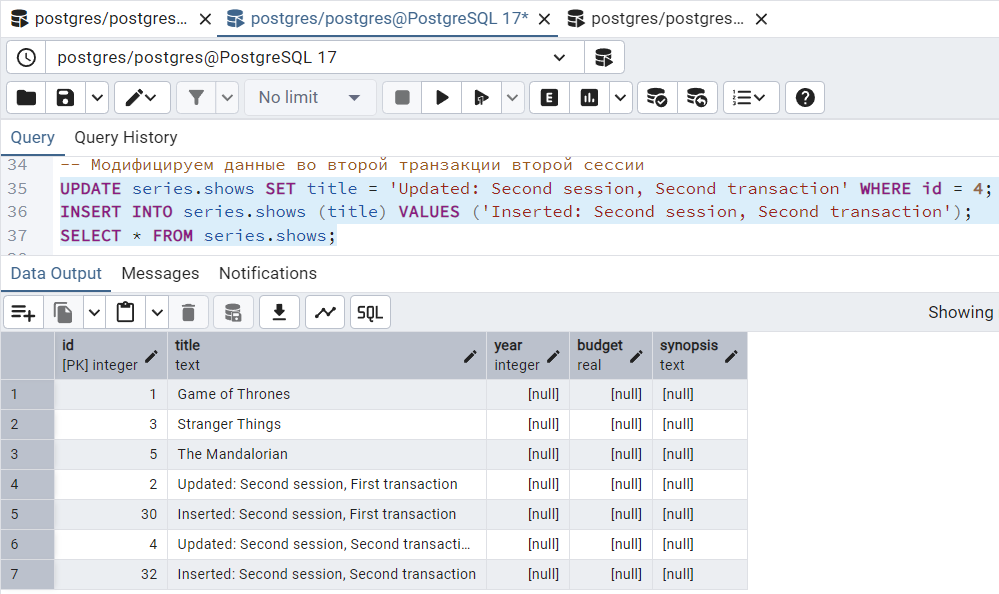 postgres/postgres... postgres/postgres@PostgreSQL 17* postgres/postgres...
postgres/postgres@PostgreSQL 17
No limit
Query Query History
34 -- Модифицируем данные во второй транзакции второй сессии
35 UPDATE series.shows SET title = 'Updated: Second session, Second transaction' WHERE id = 4;
36 INSERT INTO series.shows (title) VALUES ('Inserted: Second session, Second transaction');
37 SELECT * FROM series.shows;
Data Output Messages Notifications
SQL Showing
id title year budget synopsis
[PK] integer text integer real text
1 1 Game of Thrones [null] [null] [null]
2 3 Stranger Things [null] [null] [null]
3 5 The Mandalorian [null] [null] [null]
4 2 Updated: Second session, First transaction [null] [null] [null]
5 30 Inserted: Second session, First transaction [null] [null] [null]
6 4 Updated: Second session, Second transacti... [null] [null] [null]
7 32 Inserted: Second session, Second transaction [null] [null] [null]